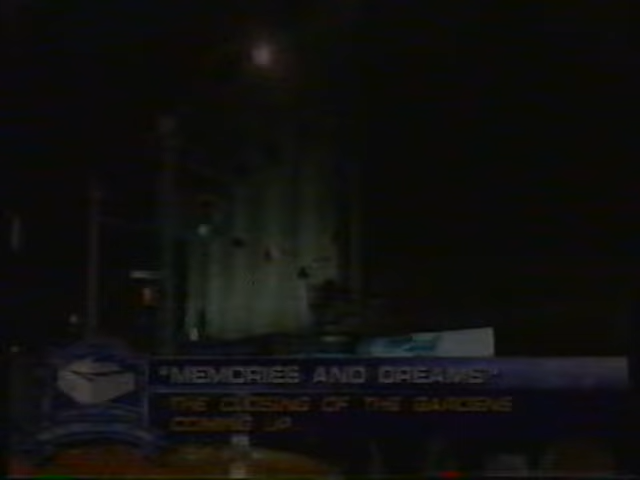 "MEMORIES AND DREAMS"
THE CLOSING OF THE GARDENS
COMING UP